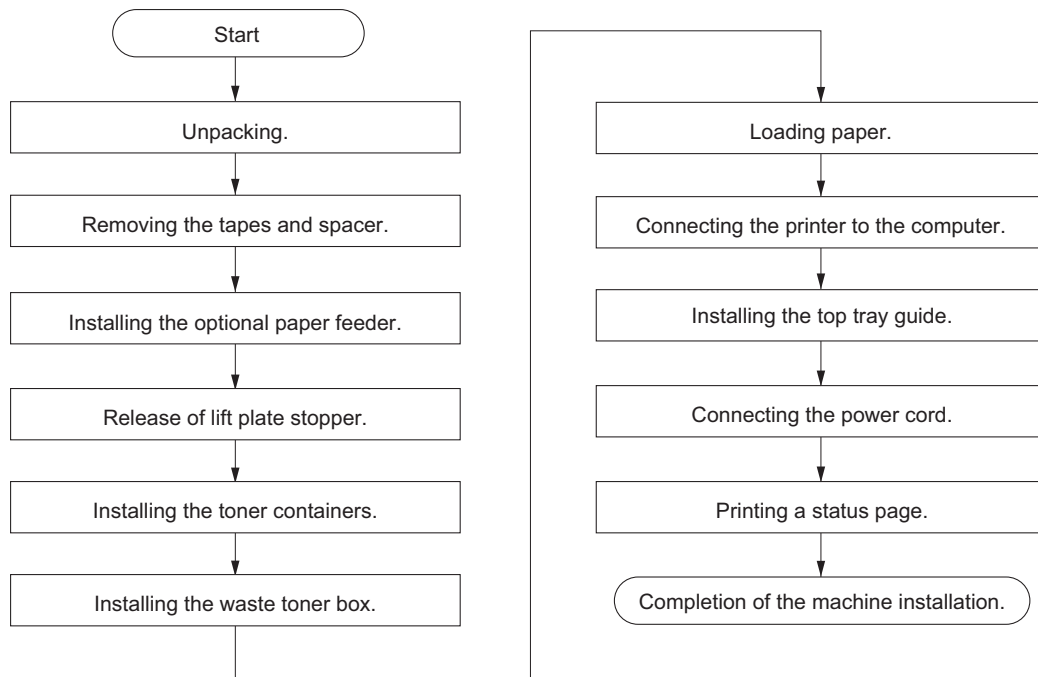 Start
Unpacking.
Removing the tapes and spacer.
Installing the optional paper feeder.
Release of lift plate stopper.
Installing the toner containers.
Installing the waste toner box.
Loading paper.
Connecting the printer to the computer.
Installing the top tray guide.
Connecting the power cord.
Printing a status page.
Completion of the machine installation.